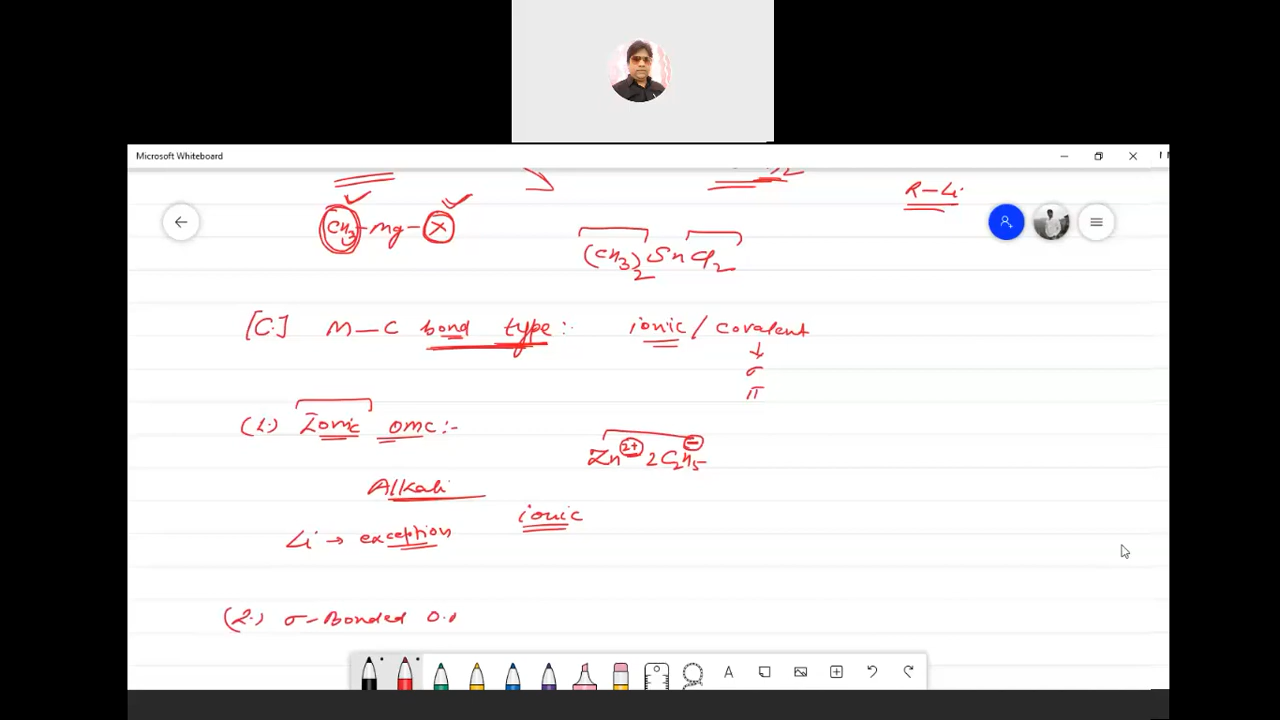 Microsoft Whiteboard
R-Li
CH3-Mg-X
(CH3)2SnCl2
[C.] M-C bond type:- ionic/covalent
σ
π
(1.) Ionic OMC:-
Zn2+ 2C2H5-
Alkali
ionic
Li → exception
(2.) σ-Bonded O.
A